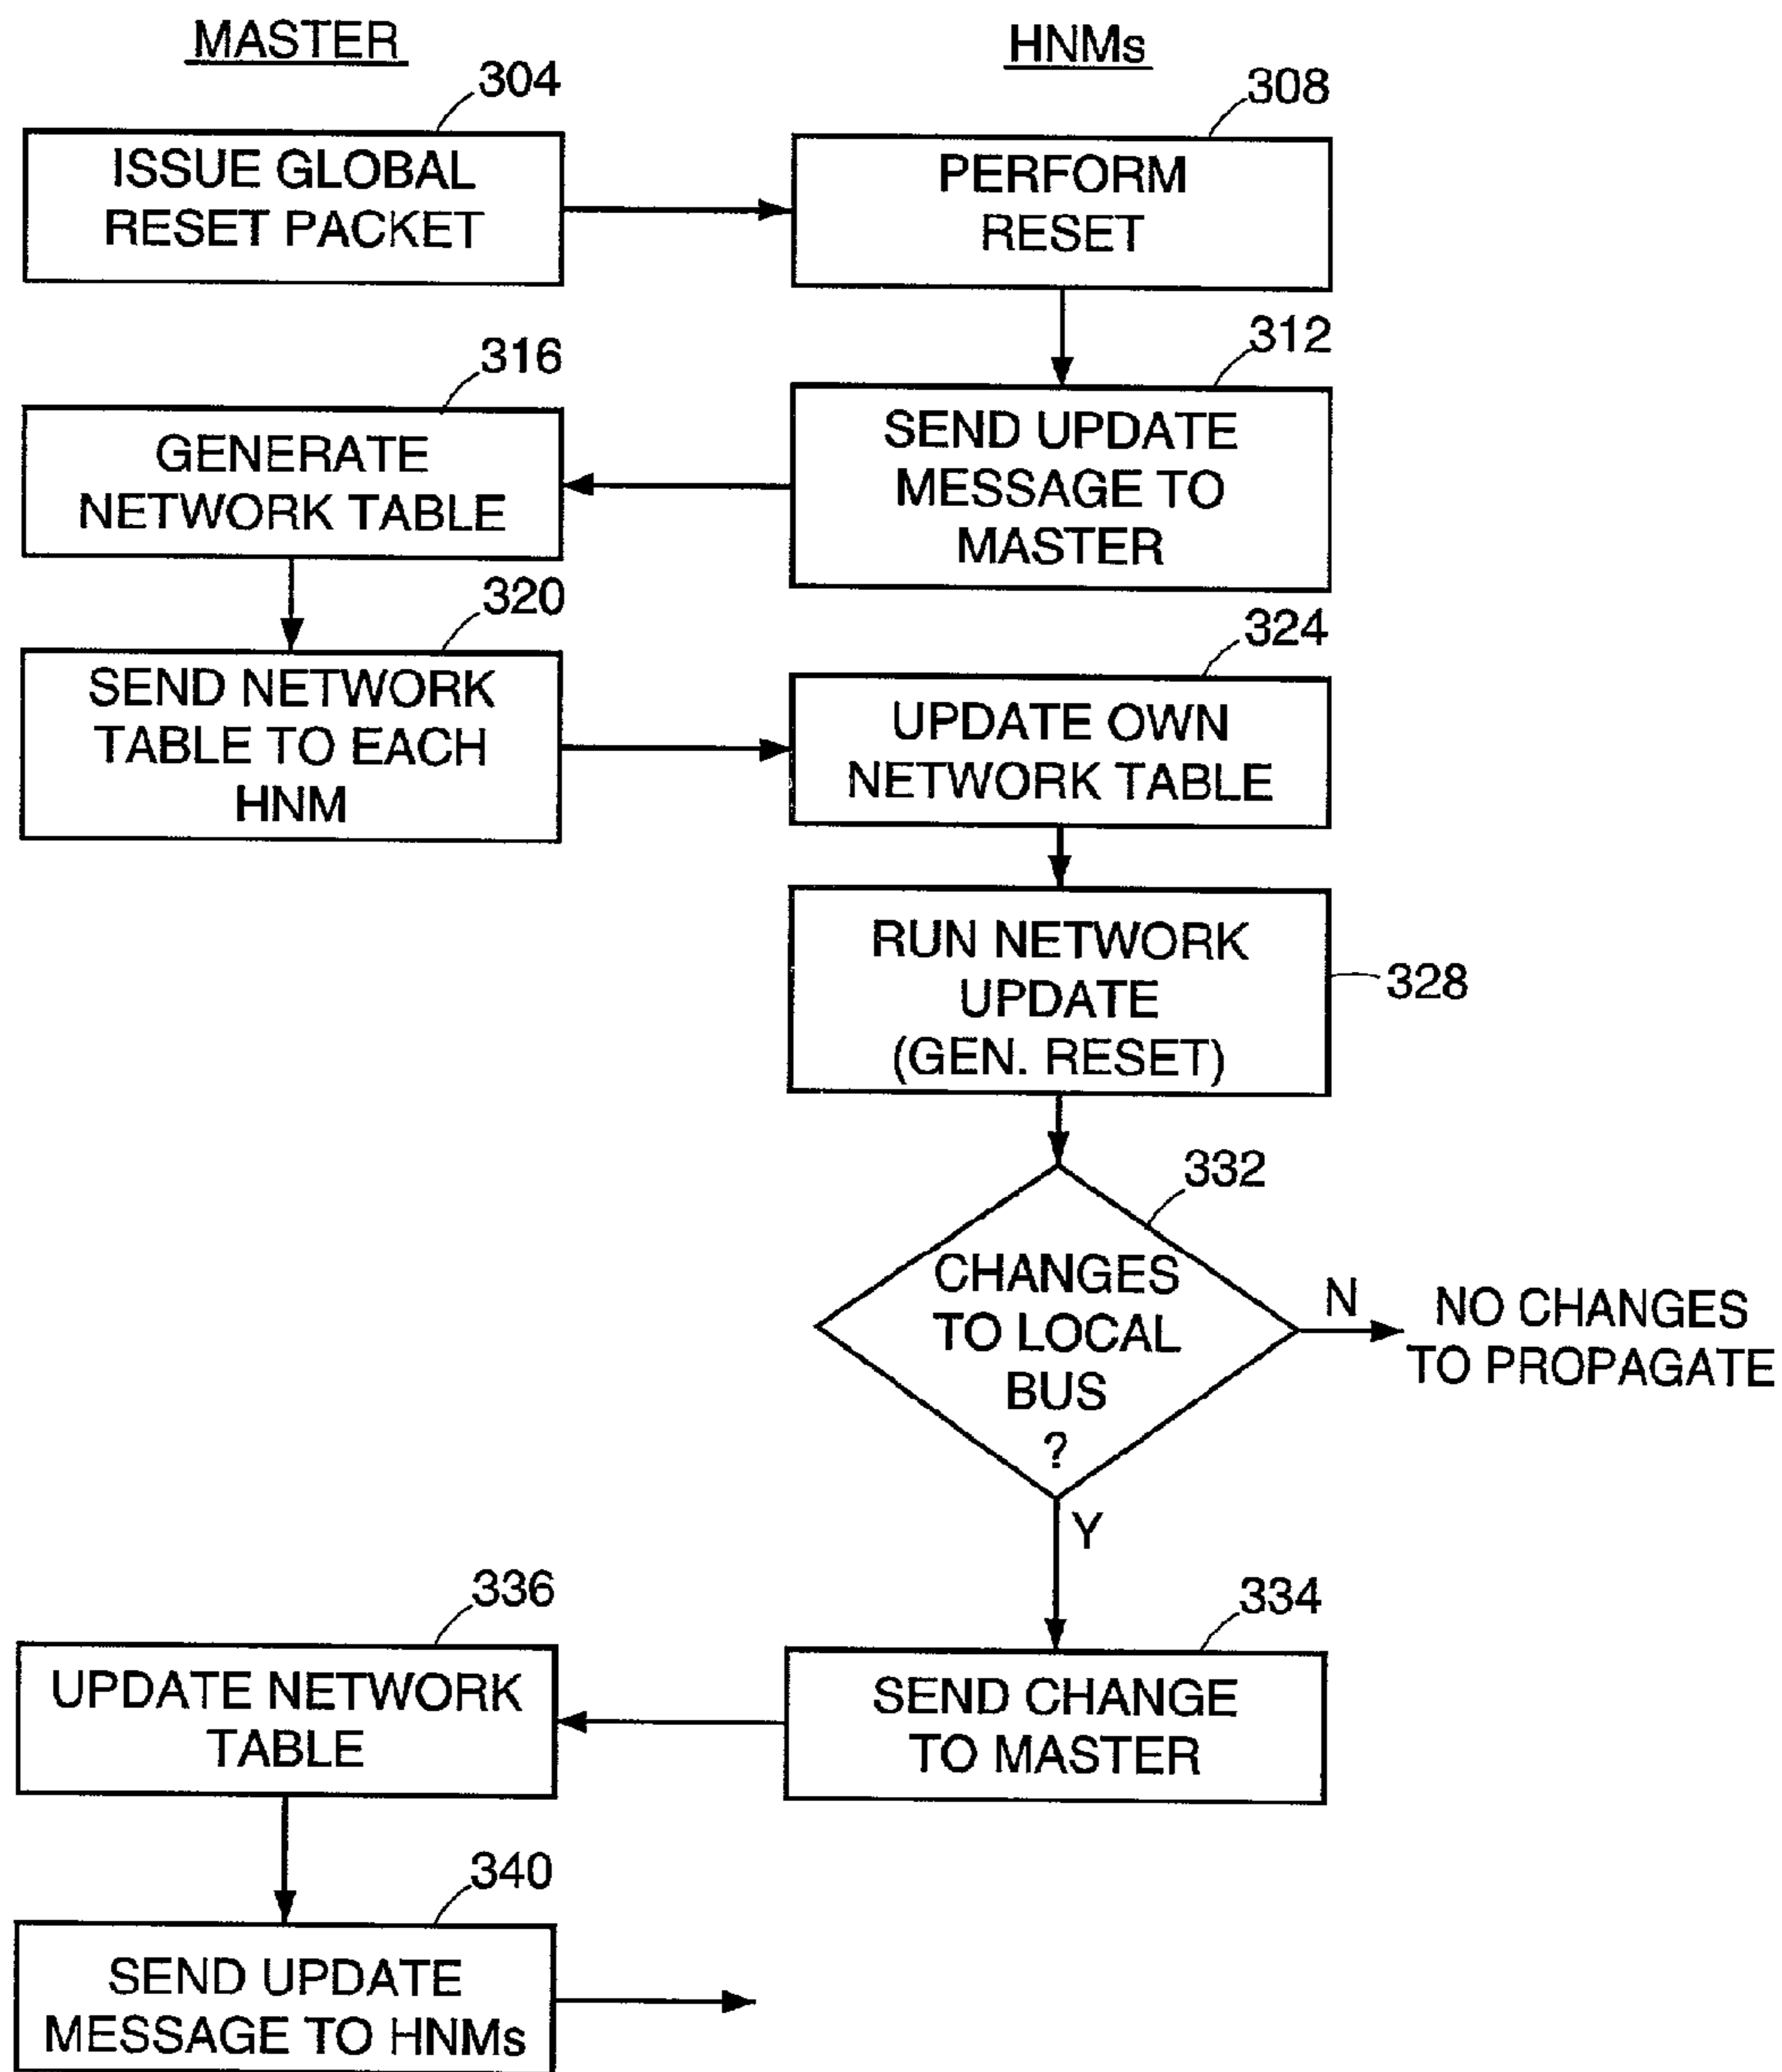 MASTER
HNMs
304
308
ISSUE GLOBAL
RESET PACKET
PERFORM
RESET
316
312
GENERATE
NETWORK TABLE
SEND UPDATE
MESSAGE TO
MASTER
320
324
SEND NETWORK
TABLE TO EACH
HNM
UPDATE OWN
NETWORK TABLE
RUN NETWORK
UPDATE
(GEN. RESET)
328
332
CHANGES
TO LOCAL
BUS
?
N
NO CHANGES
TO PROPAGATE
Y
336
334
UPDATE NETWORK
TABLE
SEND CHANGE
TO MASTER
340
SEND UPDATE
MESSAGE TO HNMs